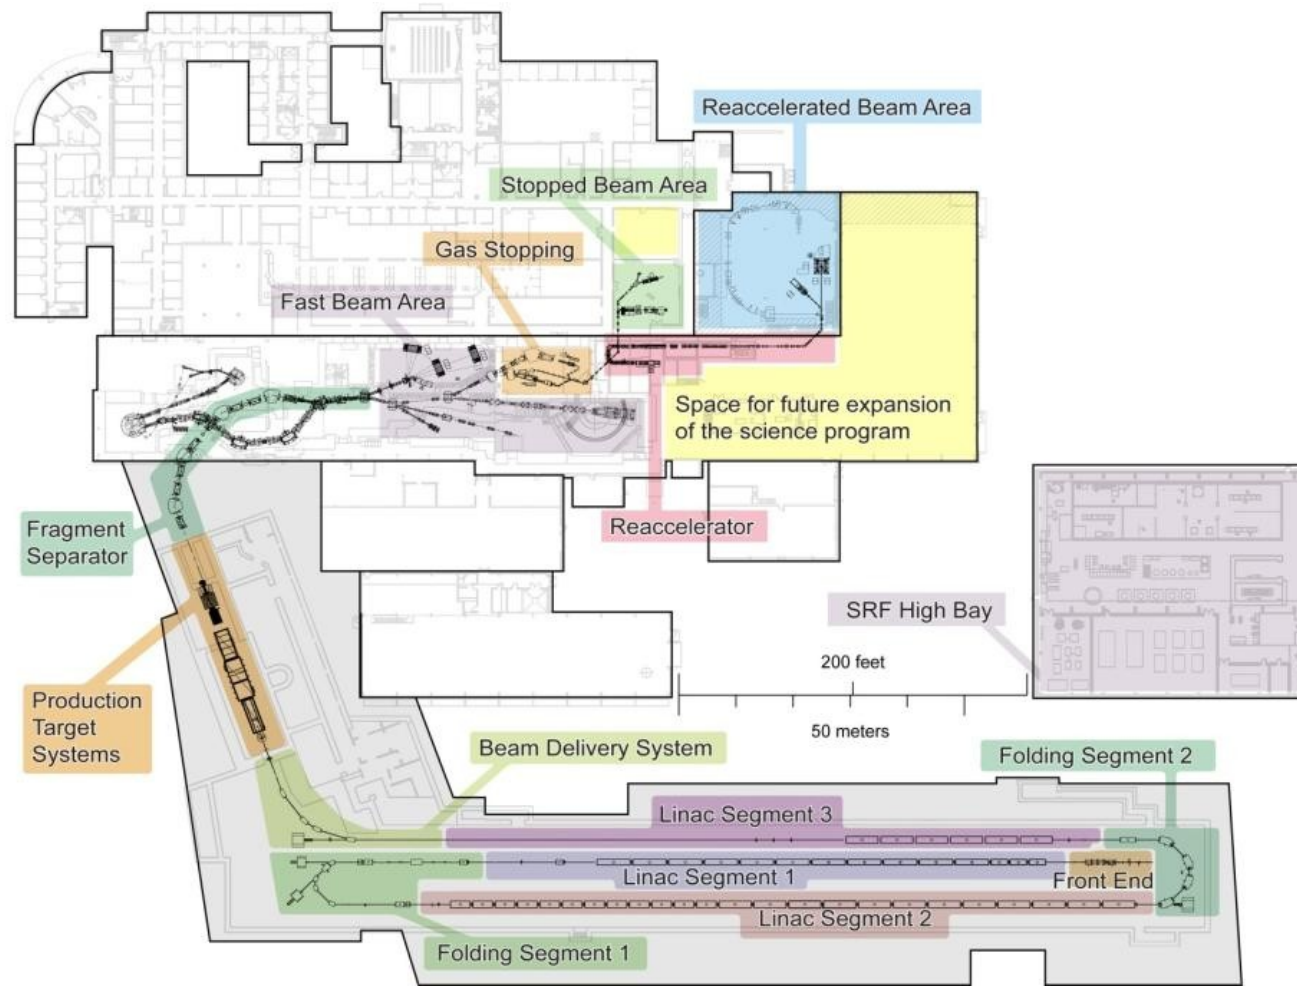 Reaccelerated Beam Area
Stopped Beam Area
Gas Stopping
Fast Beam Area
Space for future expansion
of the science program
Fragment
Separator
Reaccelerator
SRF High Bay
200 feet
50 meters
Production
Target
Systems
Beam Delivery System
Folding Segment 2
Linac Segment 3
Linac Segment 1
Front End
Linac Segment 2
Folding Segment 1